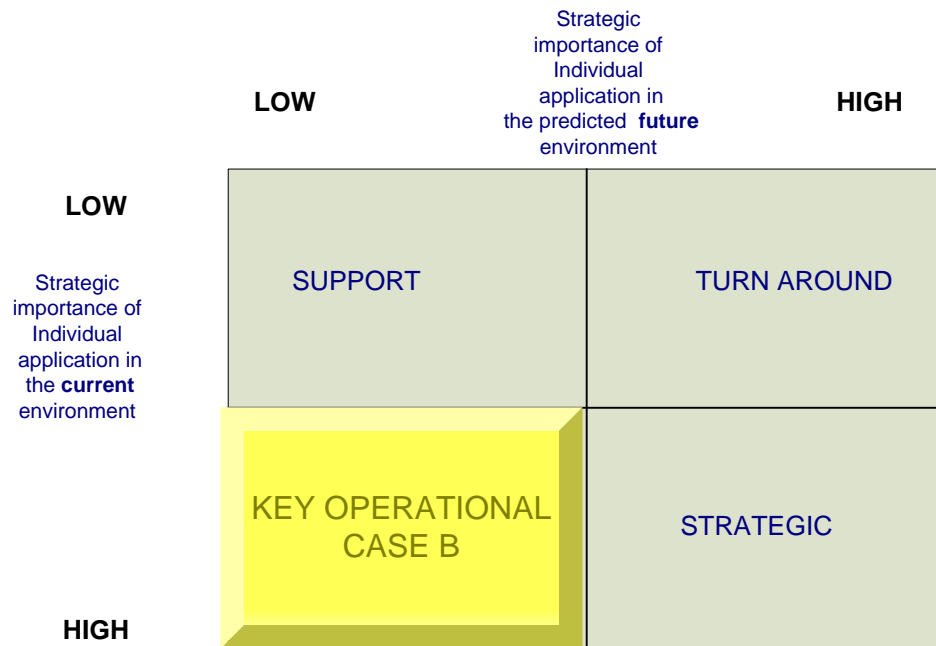 Strategic
importance of
Individual
application in
the predicted future
environment
LOW
HIGH
LOW
Strategic
importance of
Individual
application in
the current
environment
SUPPORT
TURN AROUND
KEY OPERATIONAL
CASE B
STRATEGIC
HIGH